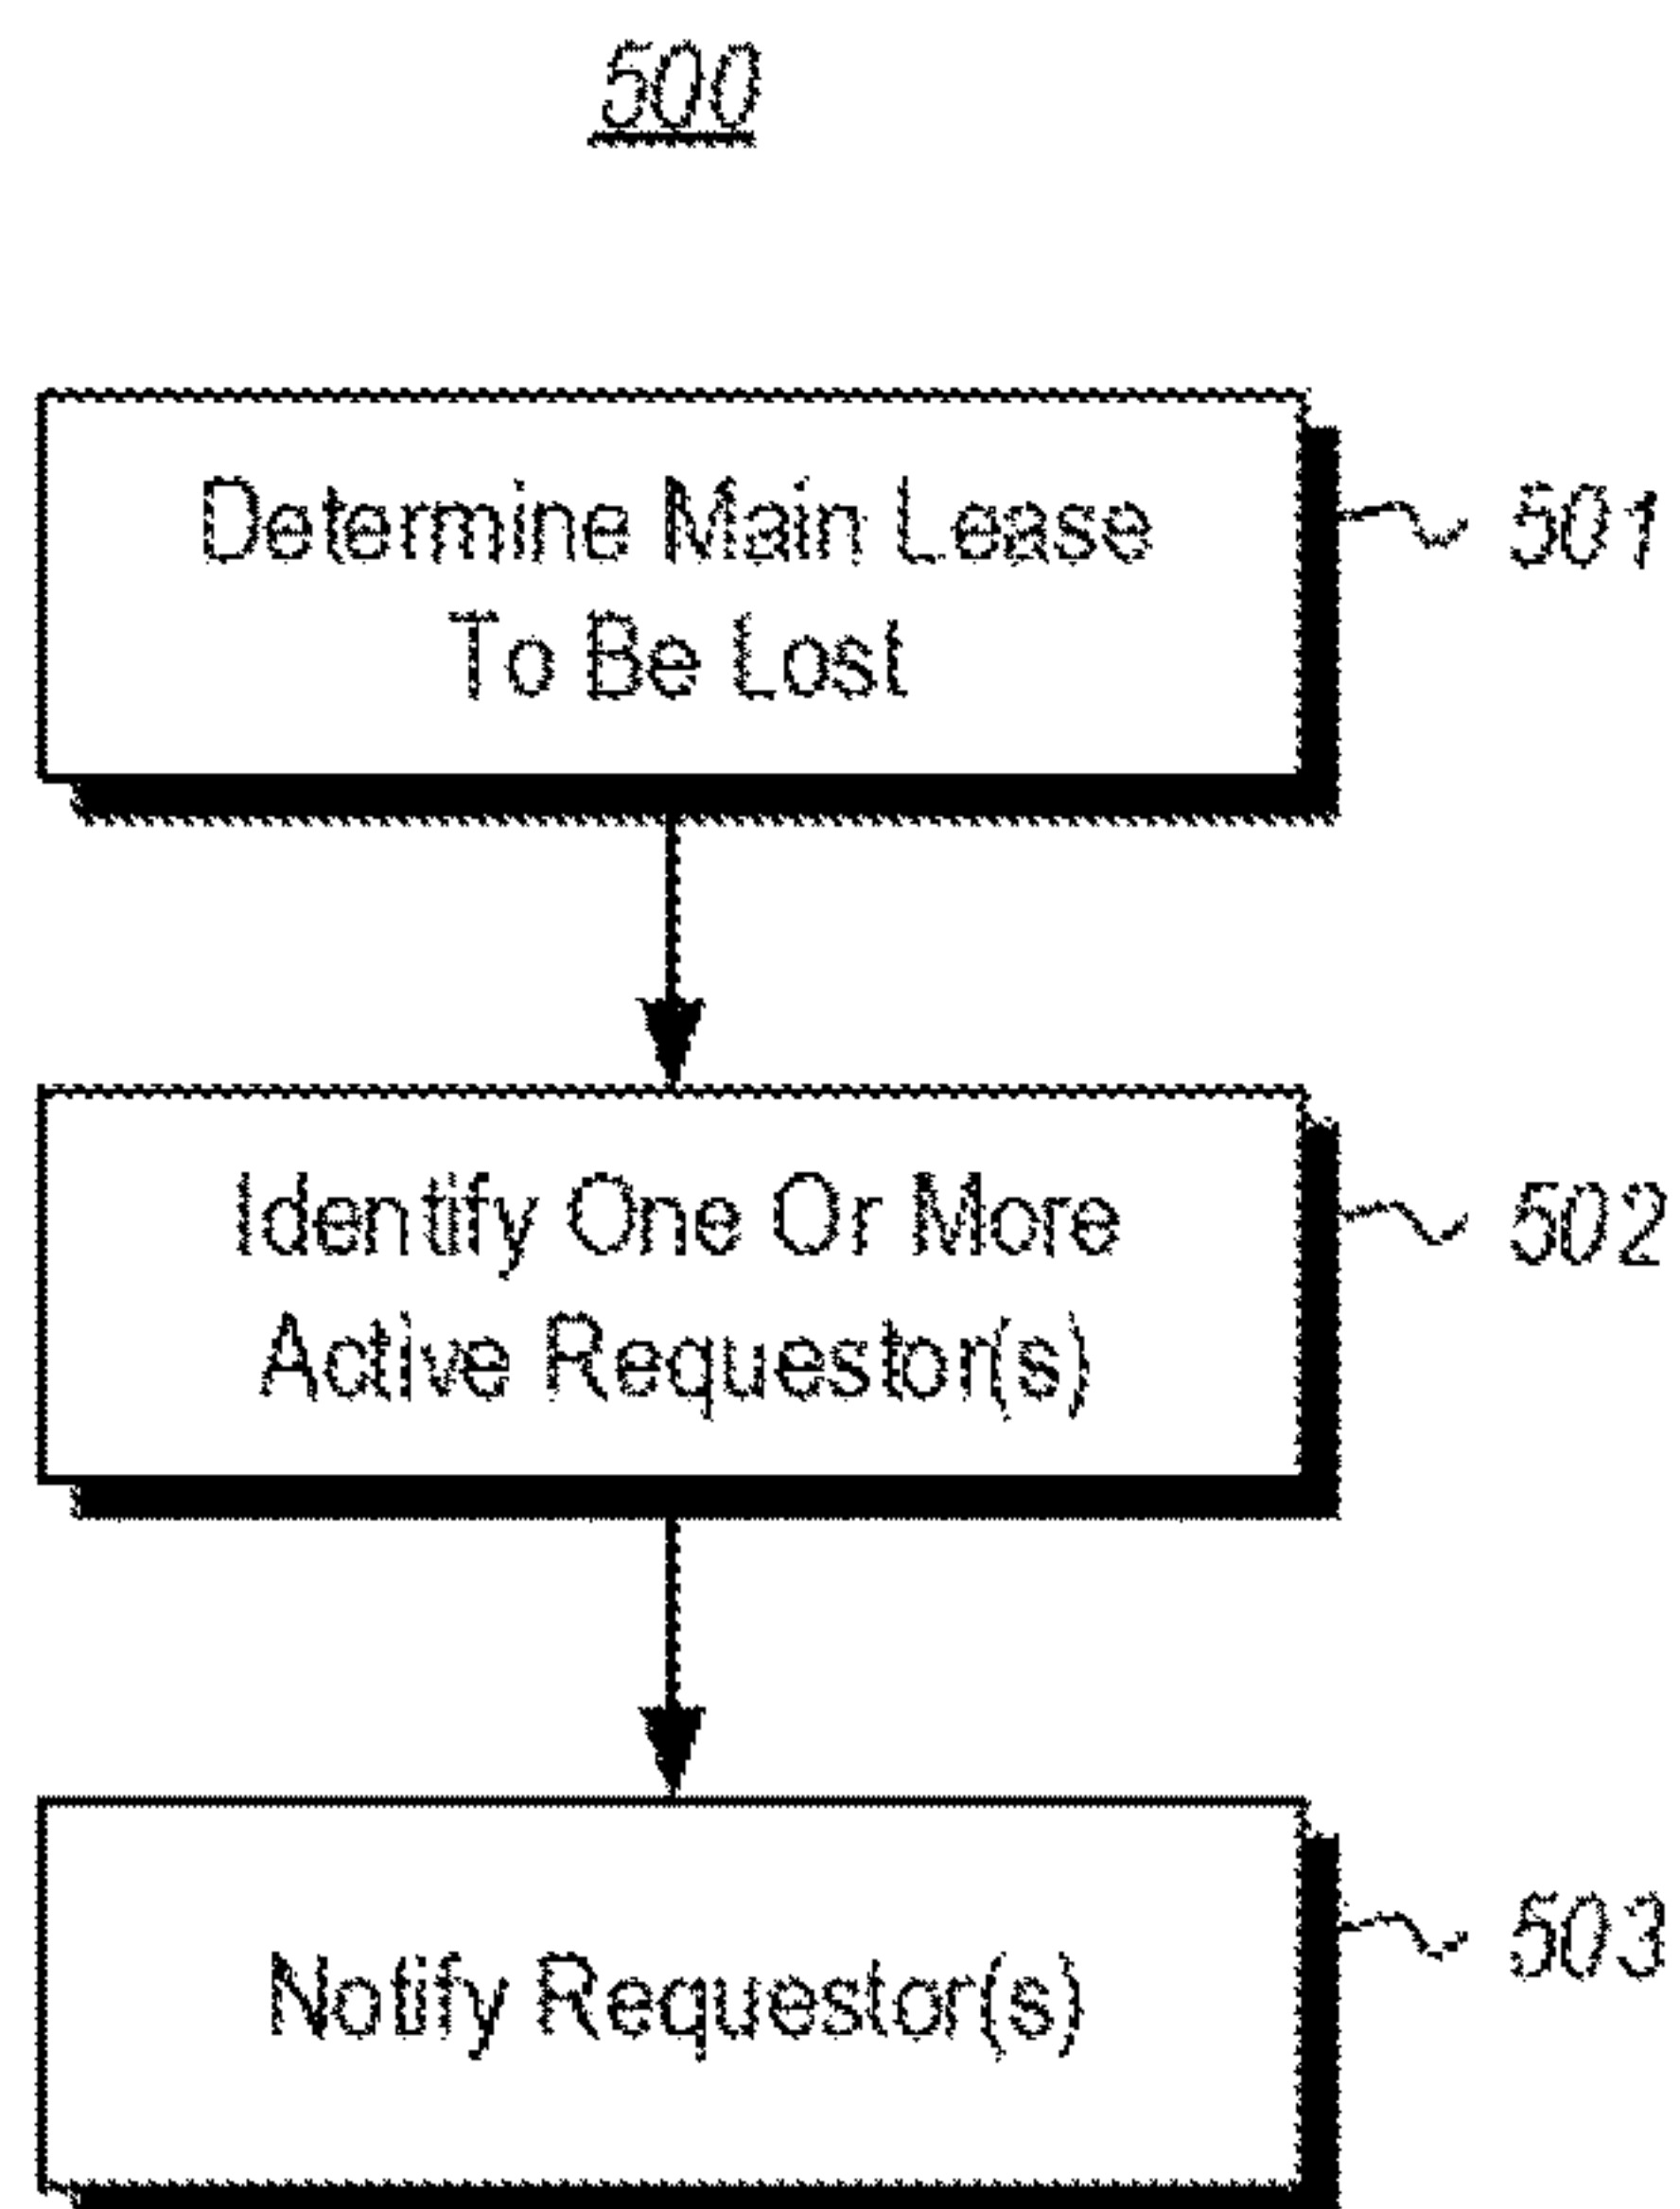 500
Determine Main Lease
To Be Lost
501
Identify One Or More
Active Requestor(s)
502
Notify Requestor(s)
503